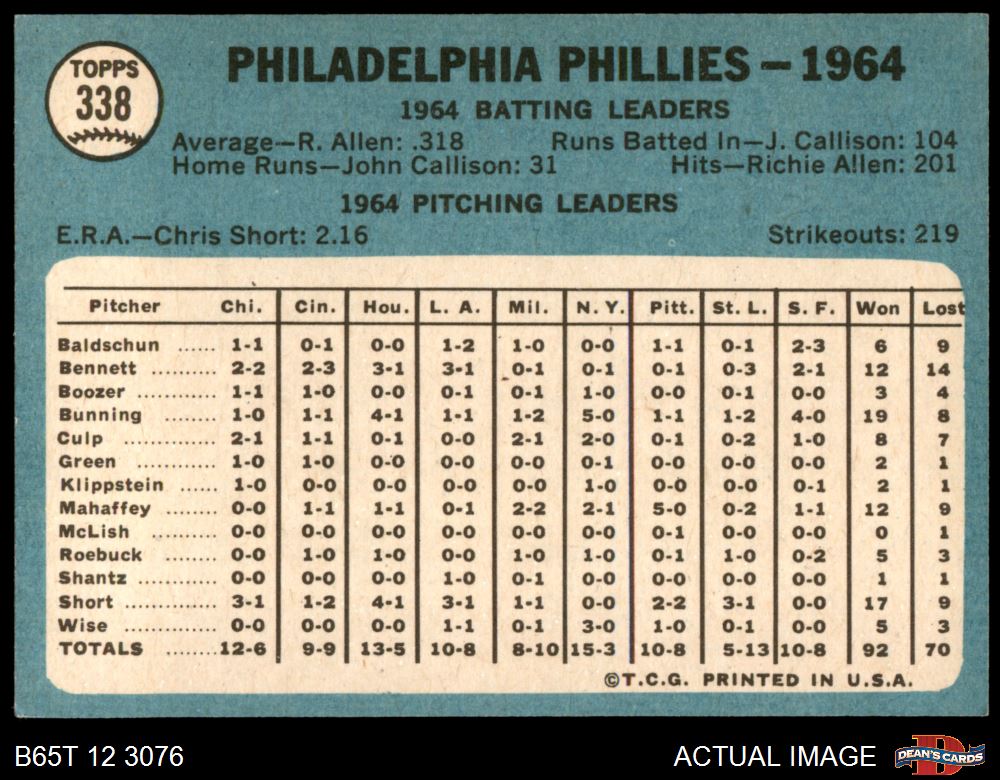 TOPPS
338
PHILADELPHIA PHILLIES — 1964
1964 BATTING LEADERS
Average—R. Allen: .318 Runs Batted In—J. Callison: 104
Home Runs—John Callison: 31 Hits—Richie Allen: 201
1964 PITCHING LEADERS
E.R.A.—Chris Short: 2.16 Strikeouts: 219
Pitcher Chi. Cin. Hou. L. A. Mil. N. Y. Pitt. St. L. S. F. Won Lost
Baldschun ...... 1-1 0-1 0-0 1-2 1-0 0-0 1-1 0-1 2-3 6 9
Bennett .......... 2-2 2-3 3-1 3-1 0-1 0-1 0-1 0-3 2-1 12 14
Boozer .......... 1-1 1-0 0-0 0-1 0-1 1-0 0-0 0-1 0-0 3 4
Bunning ......... 1-0 1-1 4-1 1-1 1-2 5-0 1-1 1-2 4-0 19 8
Culp .............. 2-1 1-1 0-1 0-0 2-1 2-0 0-1 0-2 1-0 8 7
Green ............ 1-0 1-0 0-0 0-0 0-0 0-1 0-0 0-0 0-0 2 1
Klippstein ...... 1-0 0-0 0-0 0-0 0-0 1-0 0-0 0-0 0-1 2 1
Mahaffey ........ 0-0 1-1 1-1 0-1 2-2 2-1 5-0 0-2 1-1 12 9
McLish .......... 0-0 0-0 0-0 0-0 0-0 0-0 0-1 0-0 0-0 0 1
Roebuck ......... 0-0 1-0 1-0 0-0 1-0 1-0 0-1 1-0 0-2 5 3
Shantz ............ 0-0 0-0 0-0 1-0 0-1 0-0 0-0 0-0 0-0 1 1
Short .............. 3-1 1-2 4-1 3-1 1-1 0-0 2-2 3-1 0-0 17 9
Wise .............. 0-0 0-0 0-0 1-1 0-1 3-0 1-0 0-1 0-0 5 3
TOTALS ........ 12-6 9-9 13-5 10-8 8-10 15-3 10-8 5-13 10-8 92 70
©T.C.G. PRINTED IN U.S.A.
B65T 12 3076 ACTUAL IMAGE
D
DEAN'S CARDS